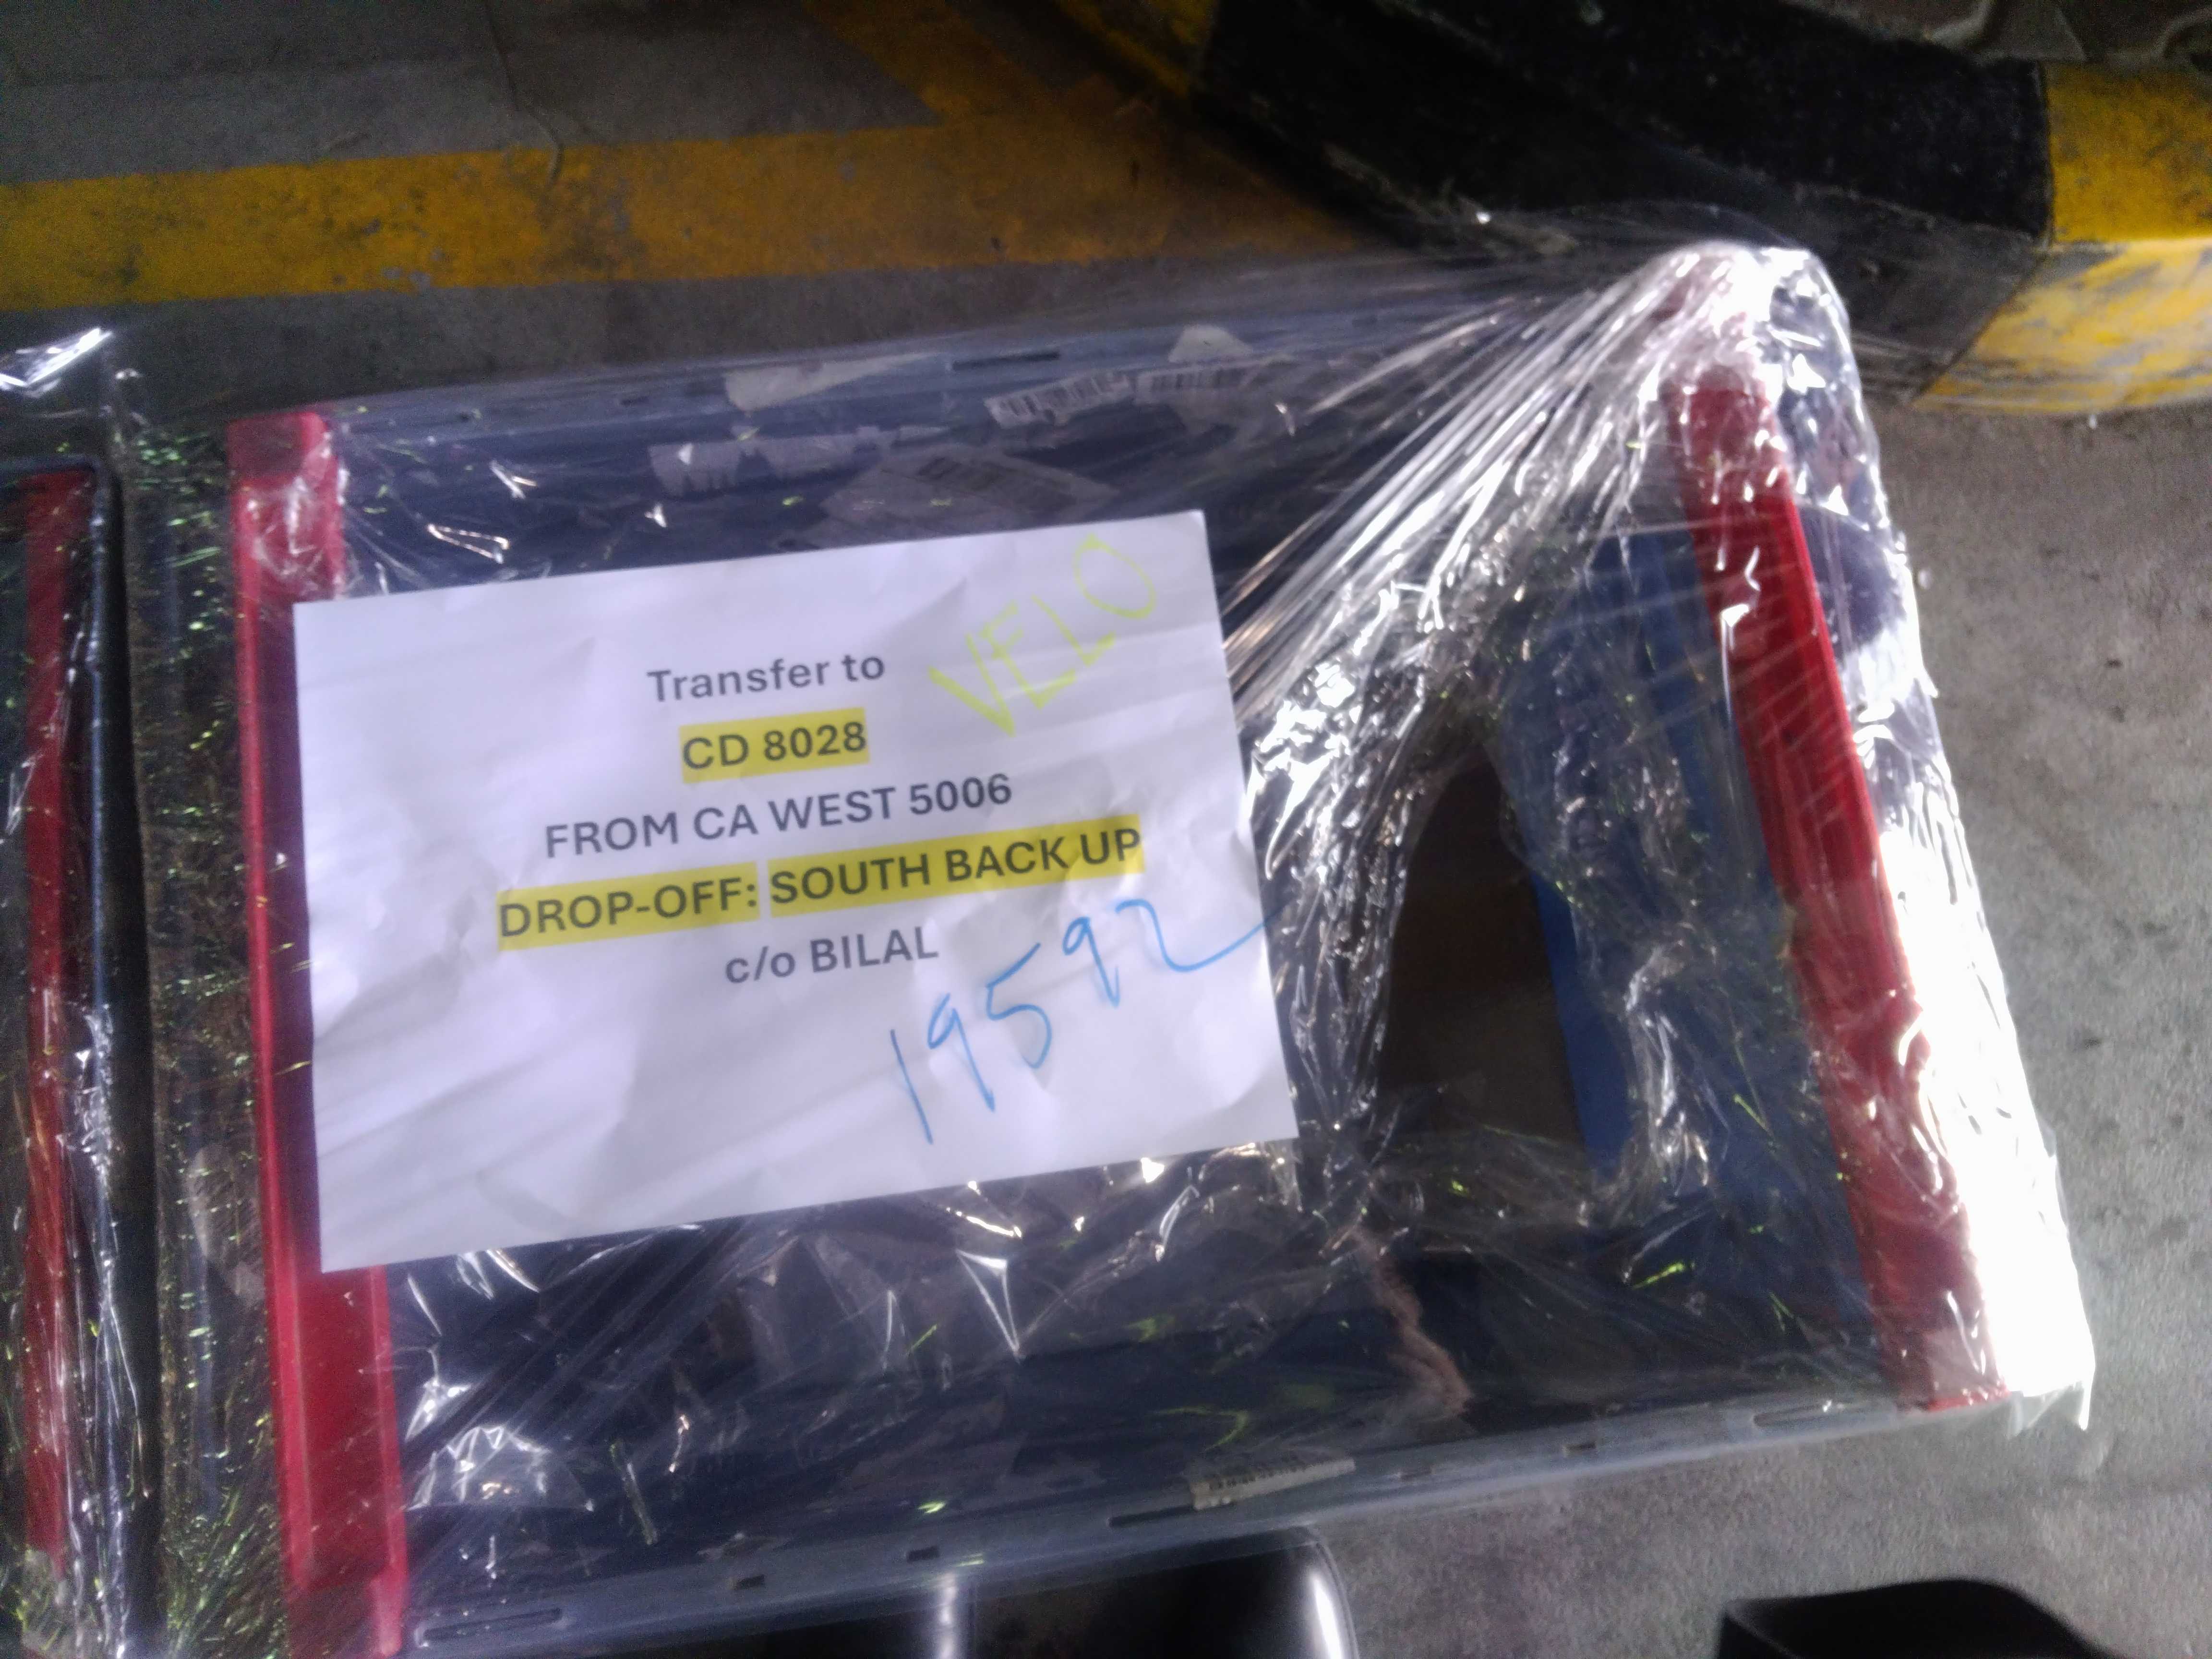 VELO
Transfer to
CD 8028
FROM CA WEST 5006
DROP-OFF: SOUTH BACK UP
c/o BILAL
19592